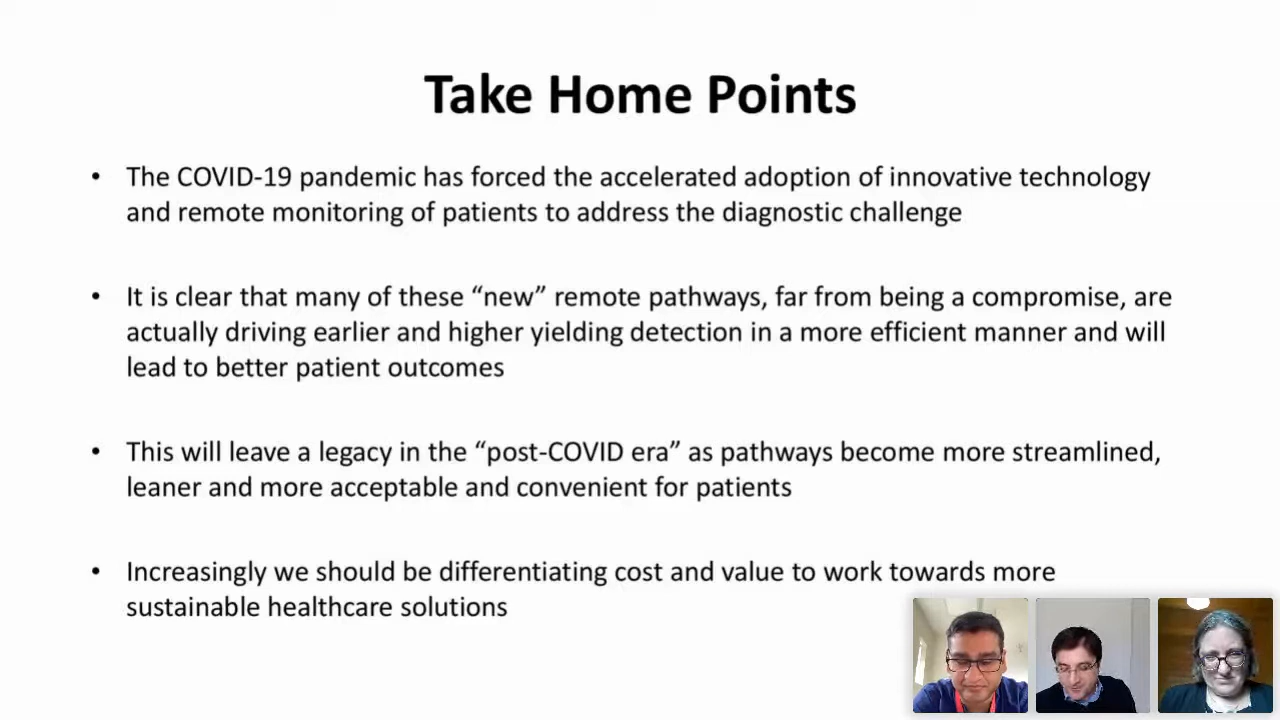 Take Home Points
• The COVID-19 pandemic has forced the accelerated adoption of innovative technology
and remote monitoring of patients to address the diagnostic challenge
• It is clear that many of these “new” remote pathways, far from being a compromise, are
actually driving earlier and higher yielding detection in a more efficient manner and will
lead to better patient outcomes
• This will leave a legacy in the “post-COVID era” as pathways become more streamlined,
leaner and more acceptable and convenient for patients
• Increasingly we should be differentiating cost and value to work towards more
sustainable healthcare solutions